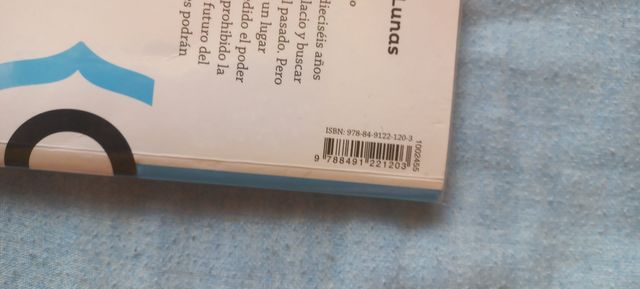 Lunas
o
dieciséis años
lacio y buscar
l pasado. Pero
un lugar
dido el poder
prohibido la
futuro del
s podrán
ISBN: 978-84-9122-120-3
9 788491 221203
1002455